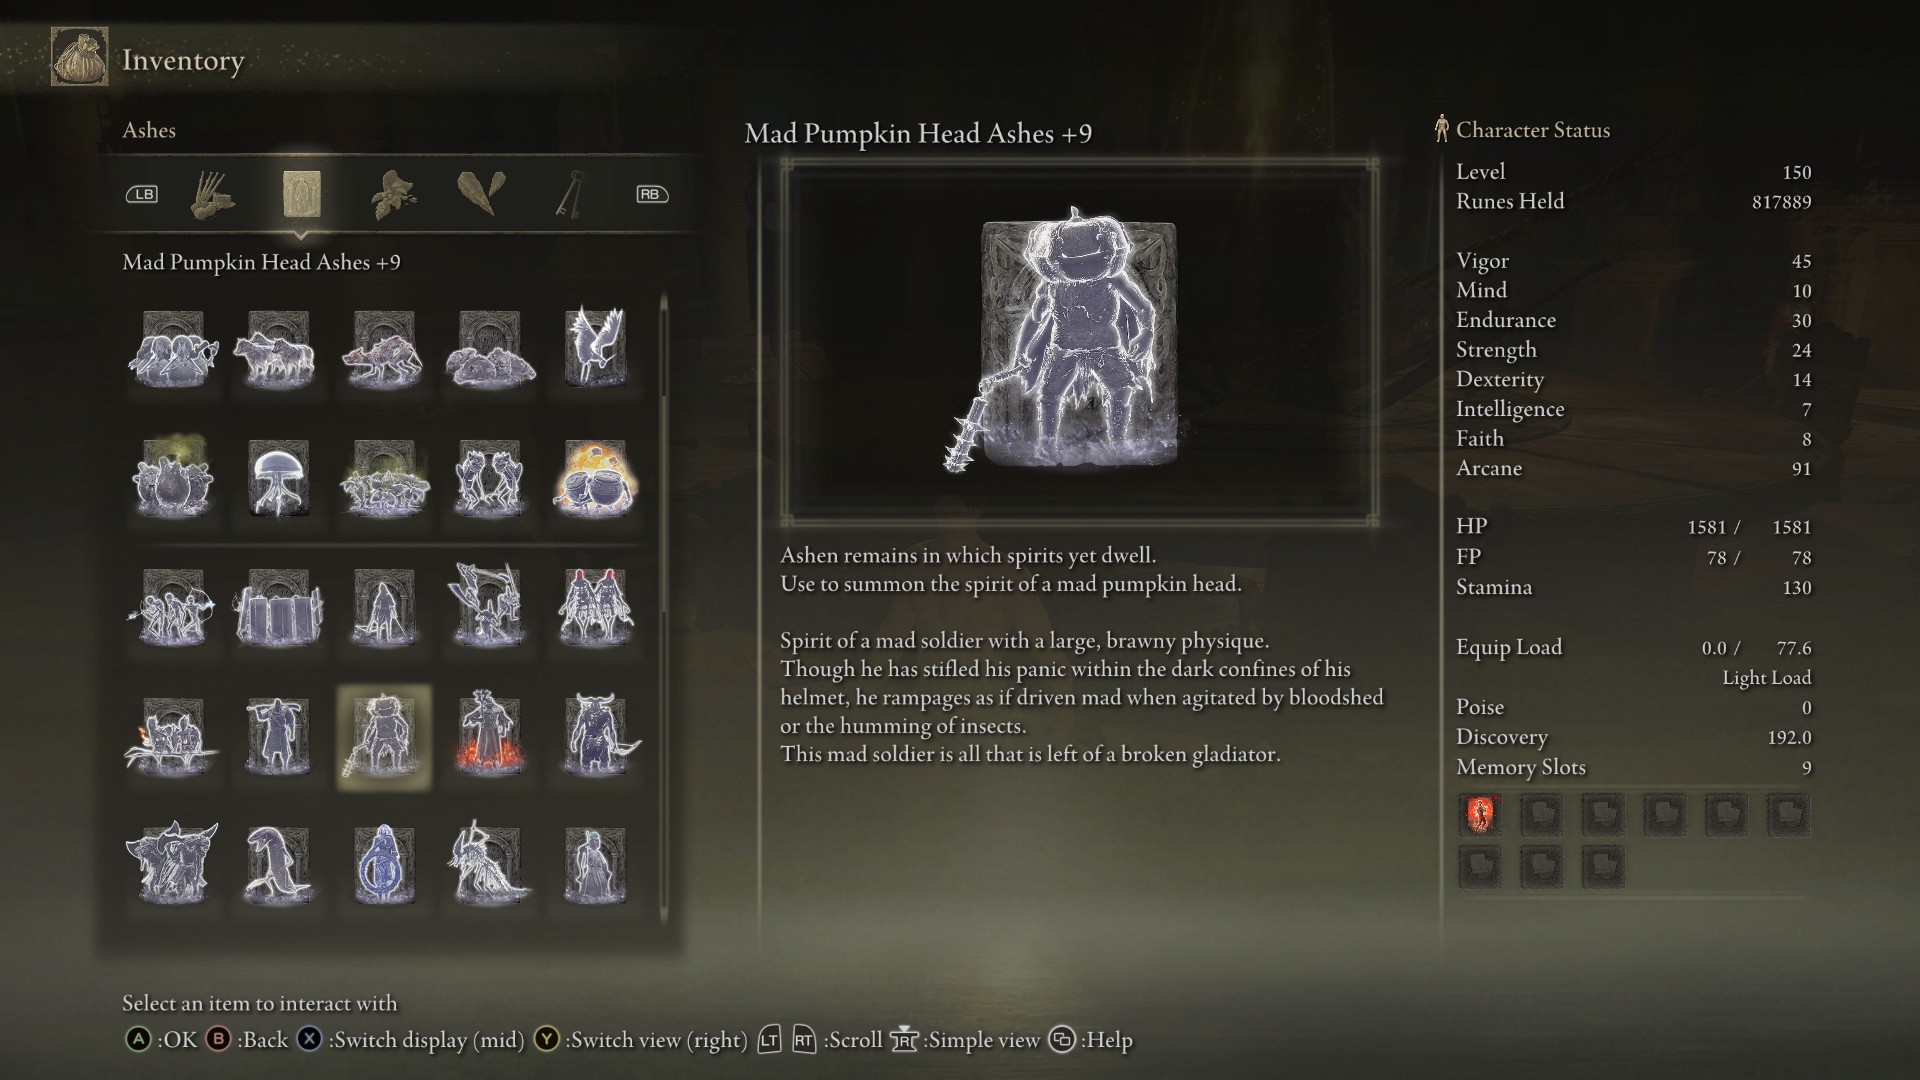 Inventory
Ashes
LB
RB
Mad Pumpkin Head Ashes +9
Mad Pumpkin Head Ashes +9
Ashen remains in which spirits yet dwell.
Use to summon the spirit of a mad pumpkin head.
Spirit of a mad soldier with a large, brawny physique.
Though he has stifled his panic within the dark confines of his
helmet, he rampages as if driven mad when agitated by bloodshed
or the humming of insects.
This mad soldier is all that is left of a broken gladiator.
Character Status
Level 150
Runes Held 817889
Vigor 45
Mind 10
Endurance 30
Strength 24
Dexterity 14
Intelligence 7
Faith 8
Arcane 91
HP 1581 / 1581
FP 78 / 78
Stamina 130
Equip Load 0.0 / 77.6
Light Load
Poise 0
Discovery 192.0
Memory Slots 9
Select an item to interact with
A :OK B :Back X :Switch display (mid) Y :Switch view (right) LT RT :Scroll R :Simple view :Help